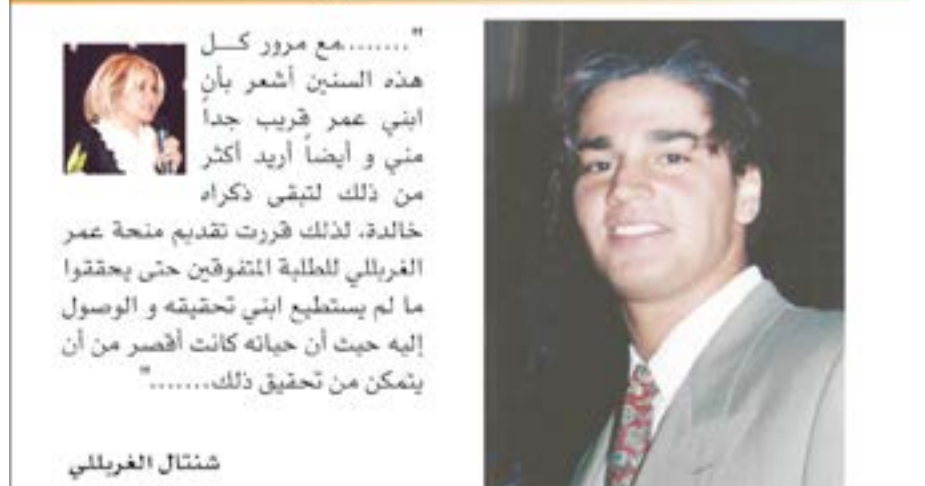 "........مع مرور كــل
هذه السنين أشعر بأن
ابني عمر قريب جداً
مني و أيضاً أريد أكثر
من ذلك لتبقى ذكراه
خالدة، لذلك قررت تقديم منحة عمر
الغربللي للطلبة المتفوقين حتى يحققوا
ما لم يستطيع ابني تحقيقه و الوصول
إليه حيث أن حياته كانت أقصر من أن
يتمكن من تحقيق ذلك......."
شنتال الغربللي